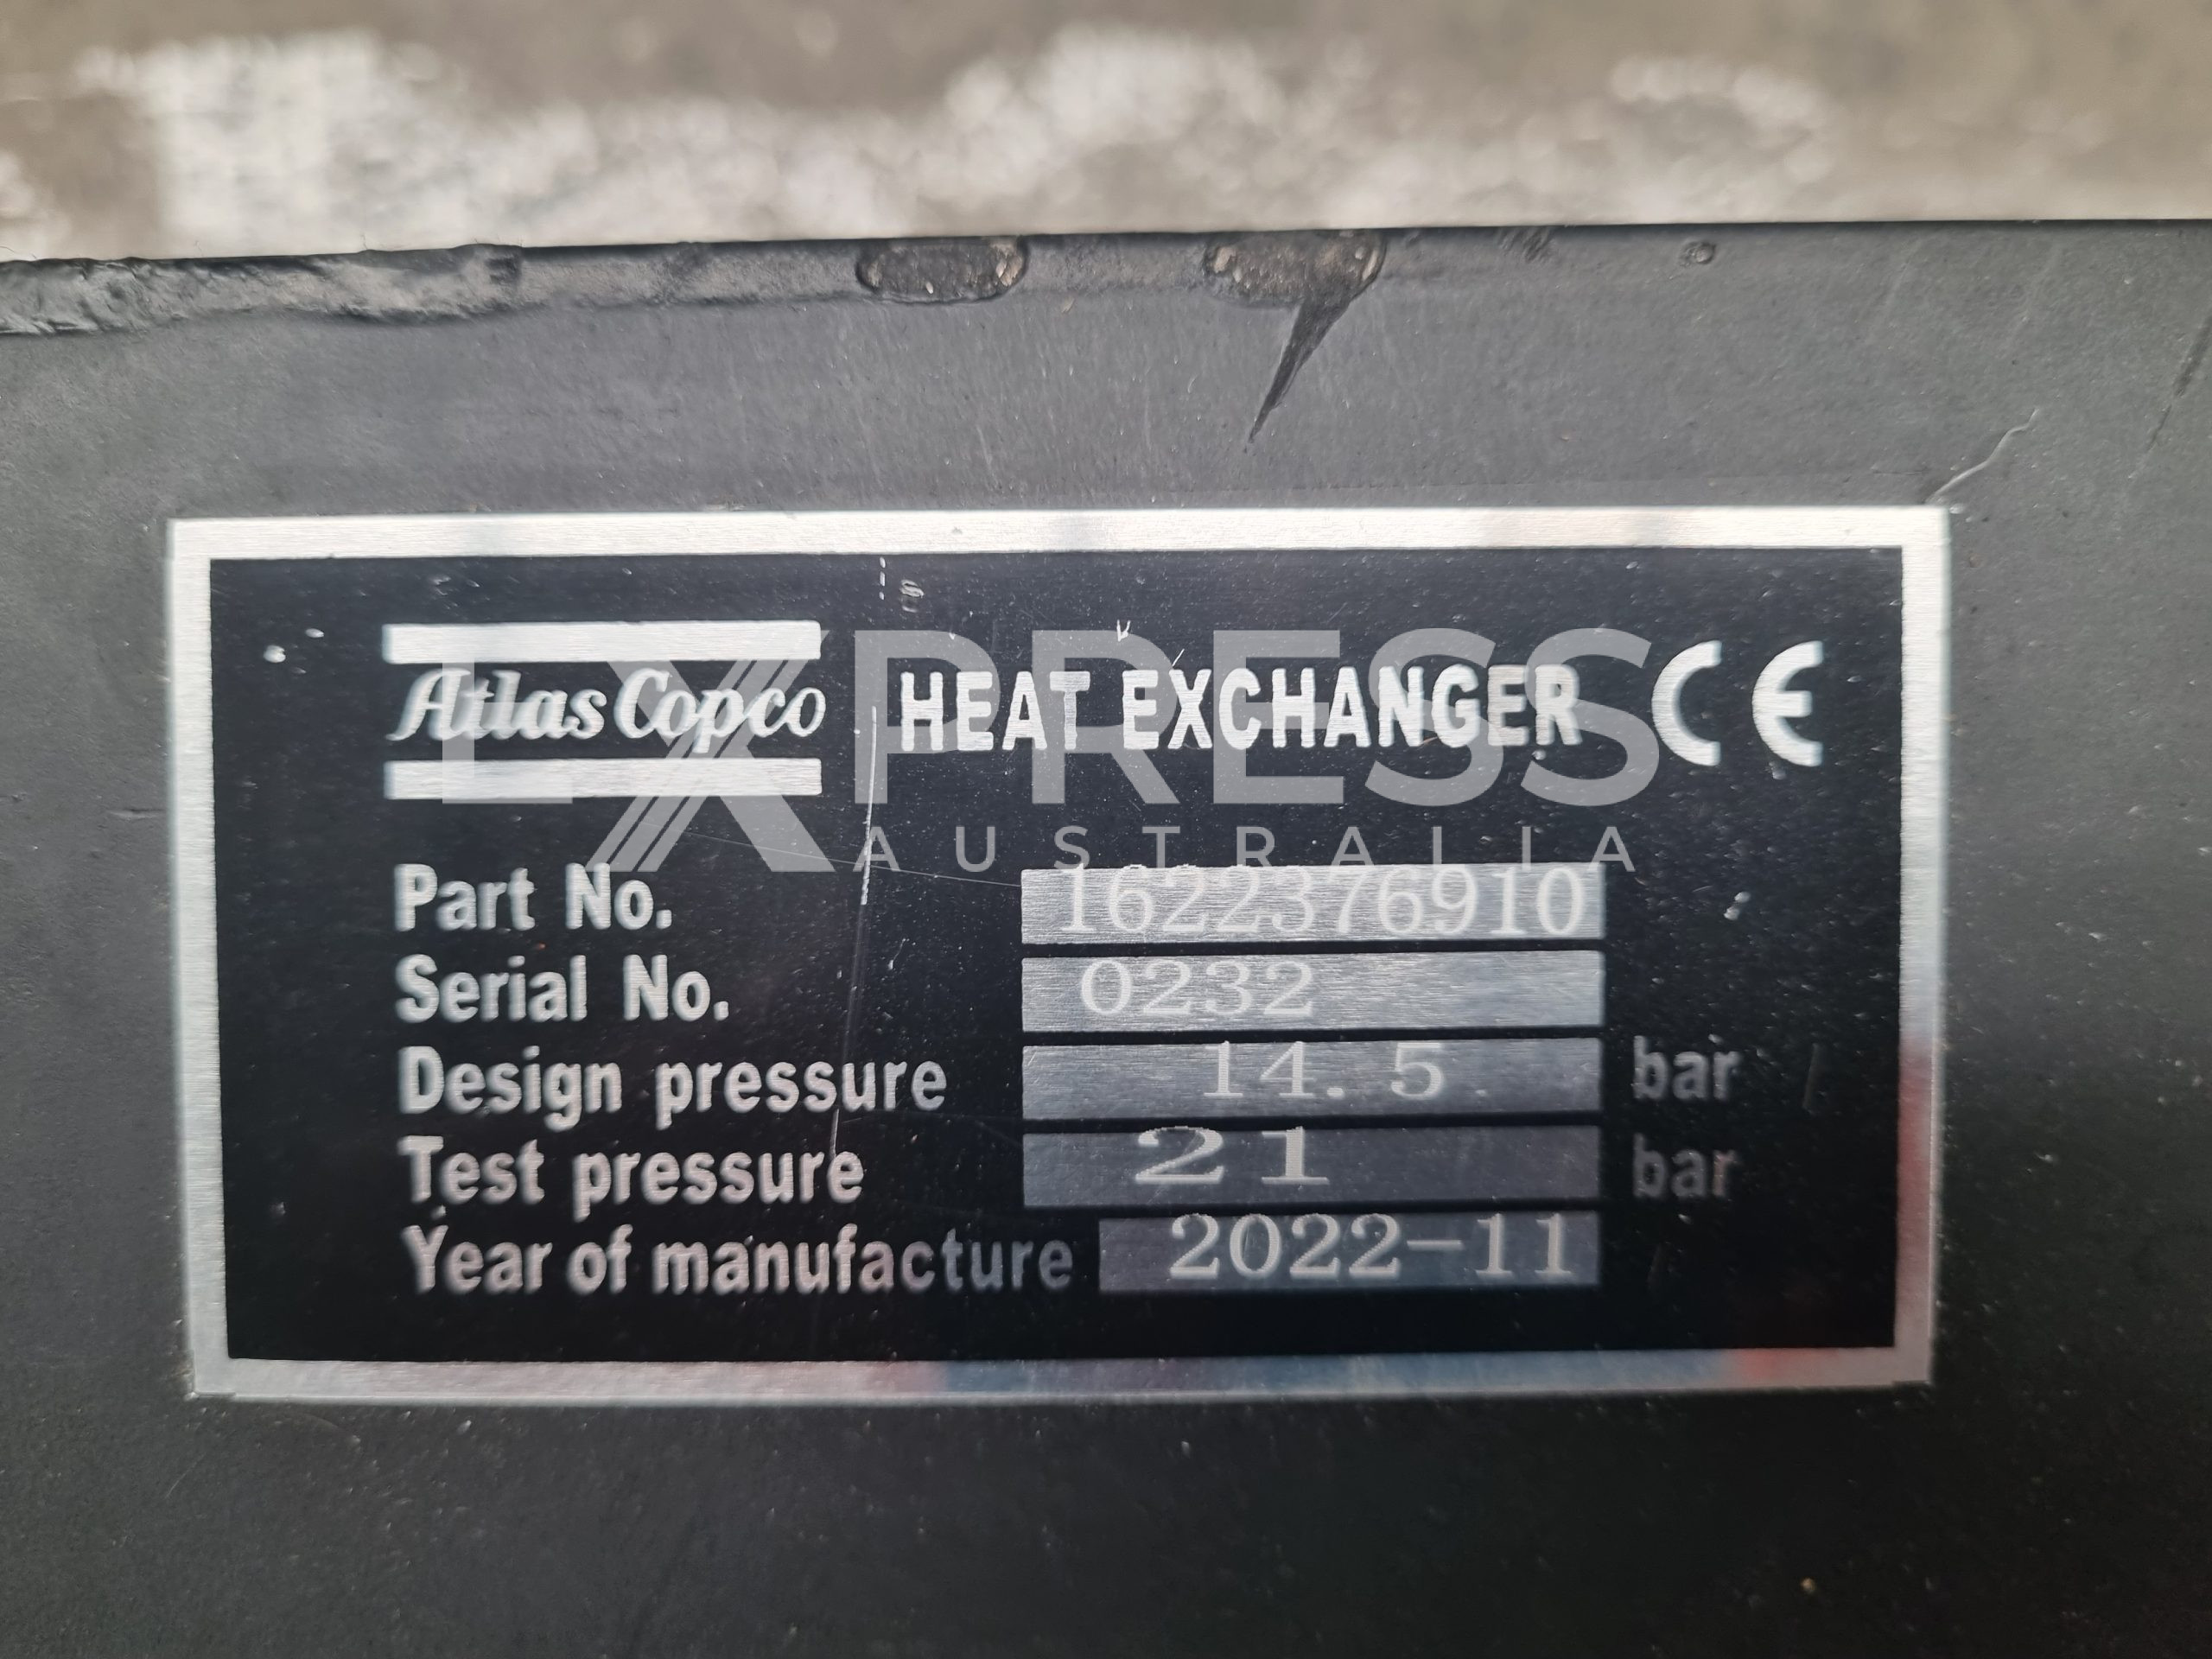 Atlas Copco HEAT EXCHANGER CE
EXPRESS
AUSTRALIA
Part No. 1622376910
Serial No. 0232
Design pressure 14.5 bar
Test pressure 21 bar
Year of manufacture 2022-11